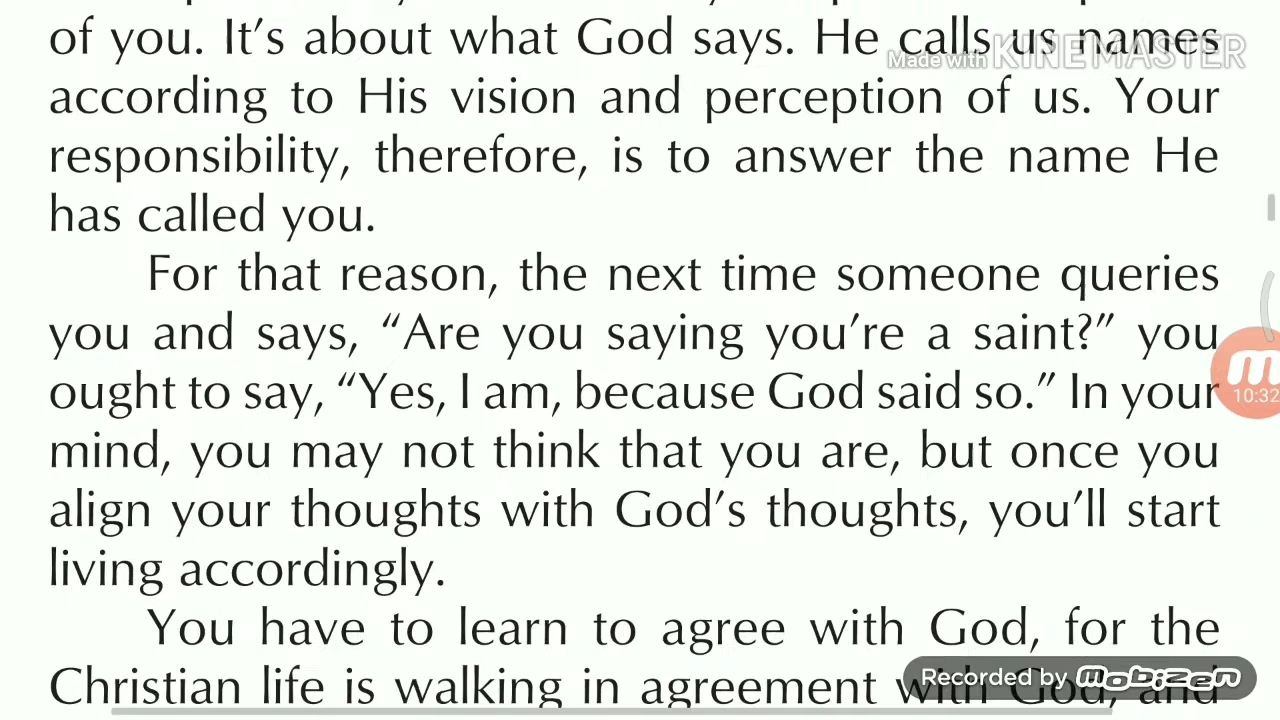 of you. It's about what God says. He calls us names
Made with KINEMASTER
according to His vision and perception of us. Your
responsibility, therefore, is to answer the name He
has called you.
For that reason, the next time someone queries
you and says, “Are you saying you're a saint?” you
ought to say, “Yes, I am, because God said so.” In your
10:32
mind, you may not think that you are, but once you
align your thoughts with God's thoughts, you'll start
living accordingly.
You have to learn to agree with God, for the
Christian life is walking in agreement with God, and
Recorded by mobizen